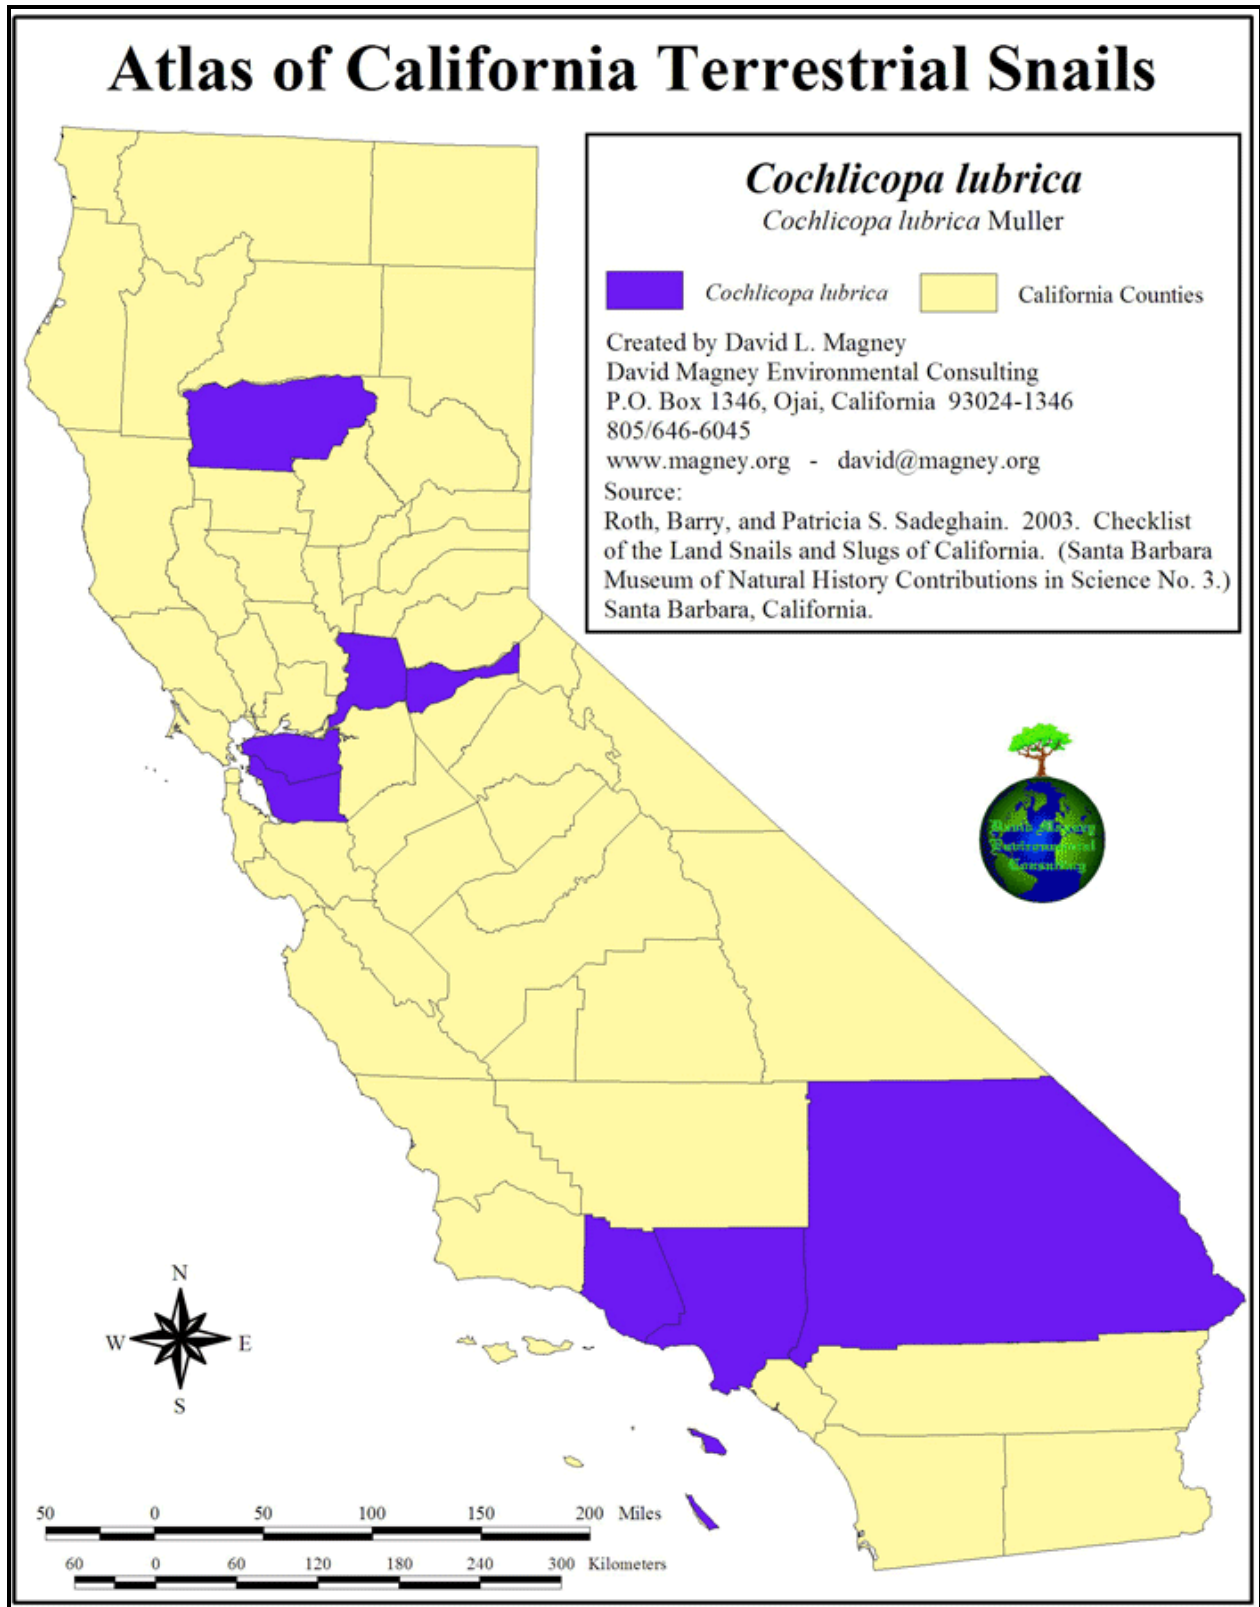 Atlas of California Terrestrial Snails
Cochlicopa lubrica
Cochlicopa lubrica Muller
Cochlicopa lubrica
California Counties
Created by David L. Magney
David Magney Environmental Consulting
P.O. Box 1346, Ojai, California 93024-1346
805/646-6045
www.magney.org - david@magney.org
Source:
Roth, Barry, and Patricia S. Sadeghain. 2003. Checklist
of the Land Snails and Slugs of California. (Santa Barbara
Museum of Natural History Contributions in Science No. 3.)
Santa Barbara, California.
David Magney
Environmental
Consulting
N
W E
S
50 0 50 100 150 200 Miles
60 0 60 120 180 240 300 Kilometers